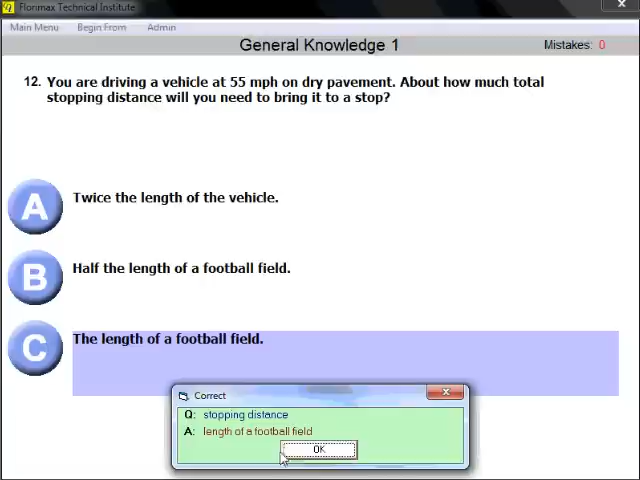 Florimax Technical Institute
Main Menu Begin From Admin
General Knowledge 1 Mistakes: 0
12. You are driving a vehicle at 55 mph on dry pavement. About how much total
stopping distance will you need to bring it to a stop?
A Twice the length of the vehicle.
B Half the length of a football field.
C The length of a football field.
Correct
Q: stopping distance
A: length of a football field
OK